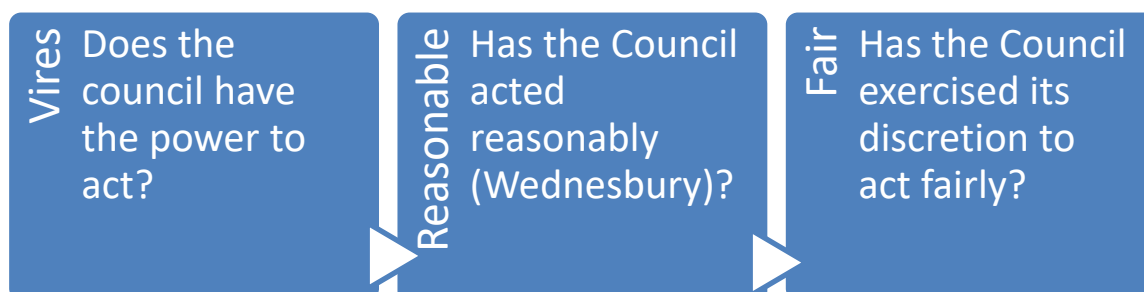 Vires
Does the
council have
the power to
act?
Reasonable
Has the Council
acted
reasonably
(Wednesbury)?
Fair
Has the Council
exercised its
discretion to
act fairly?